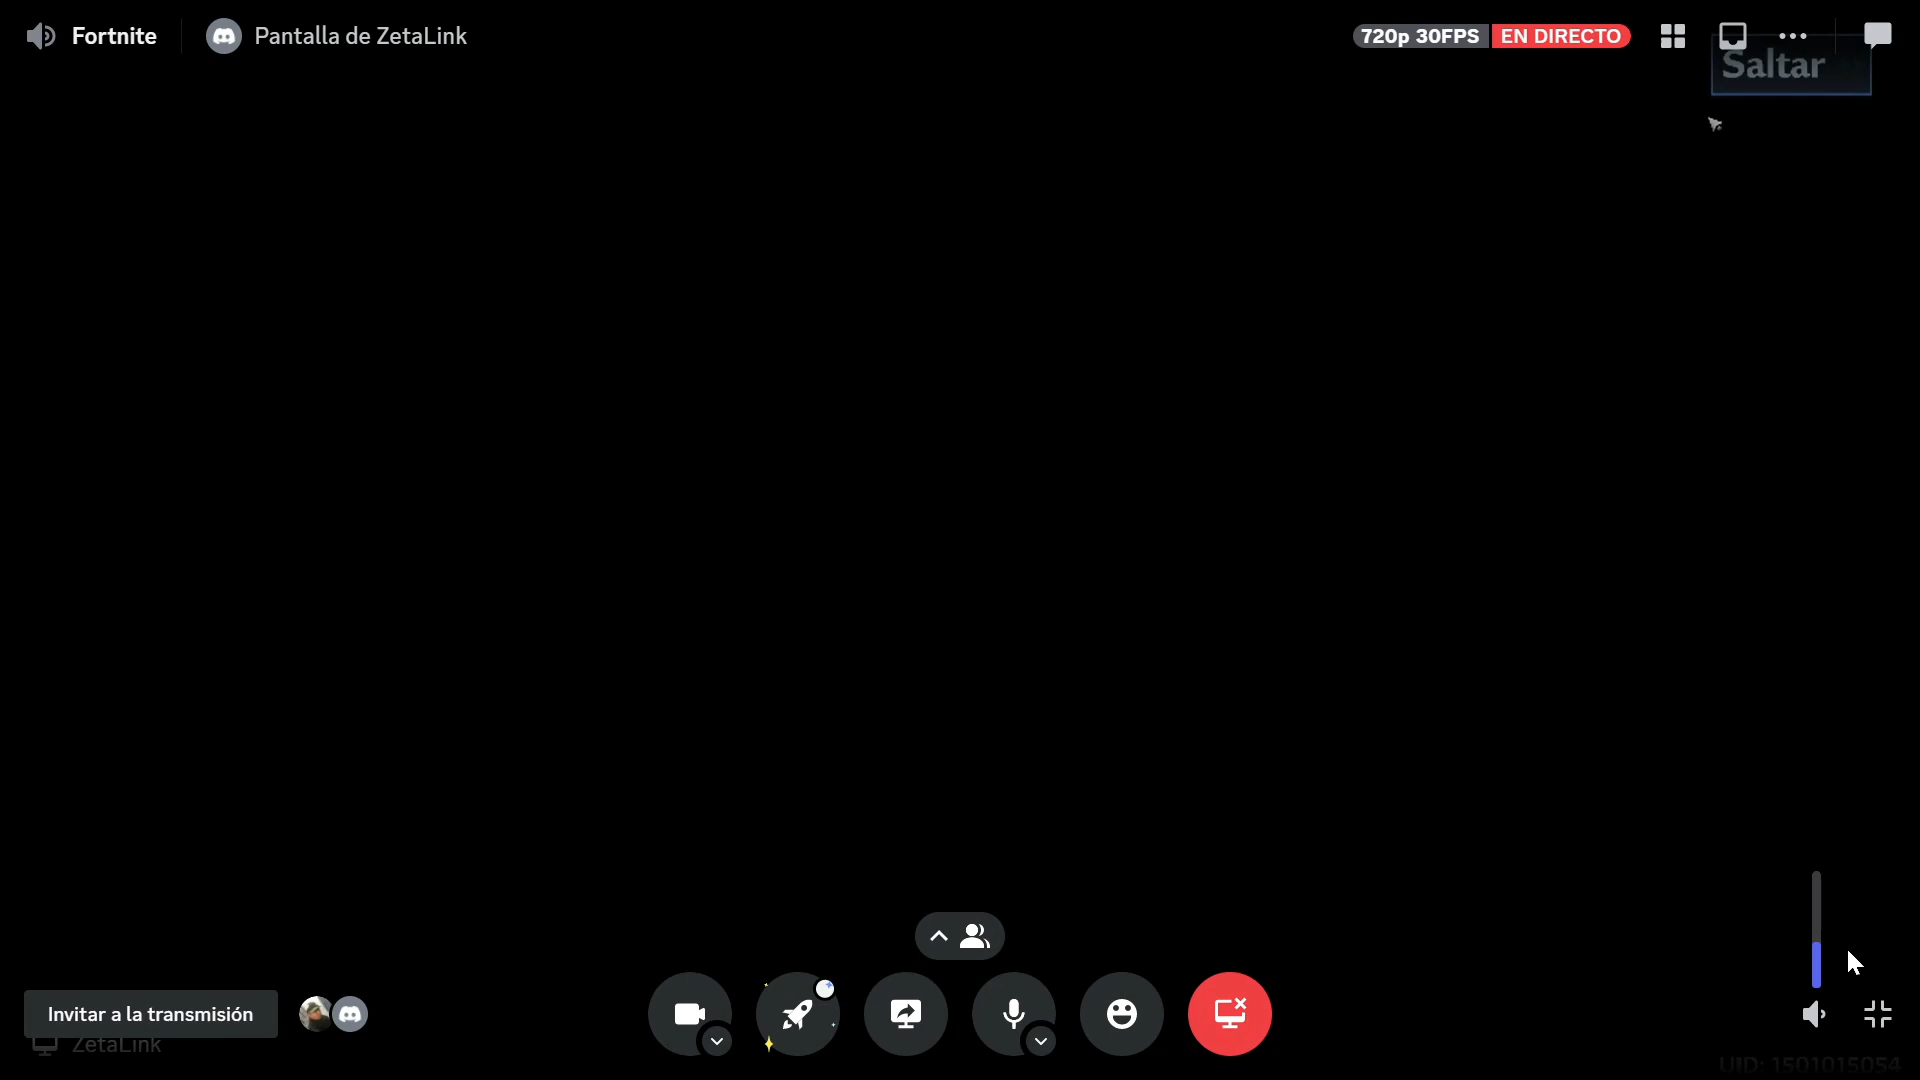 Fortnite
Pantalla de ZetaLink
720p 30FPS
EN DIRECTO
Saltar
Invitar a la transmisión
ZetaLink
UID: 1501015054